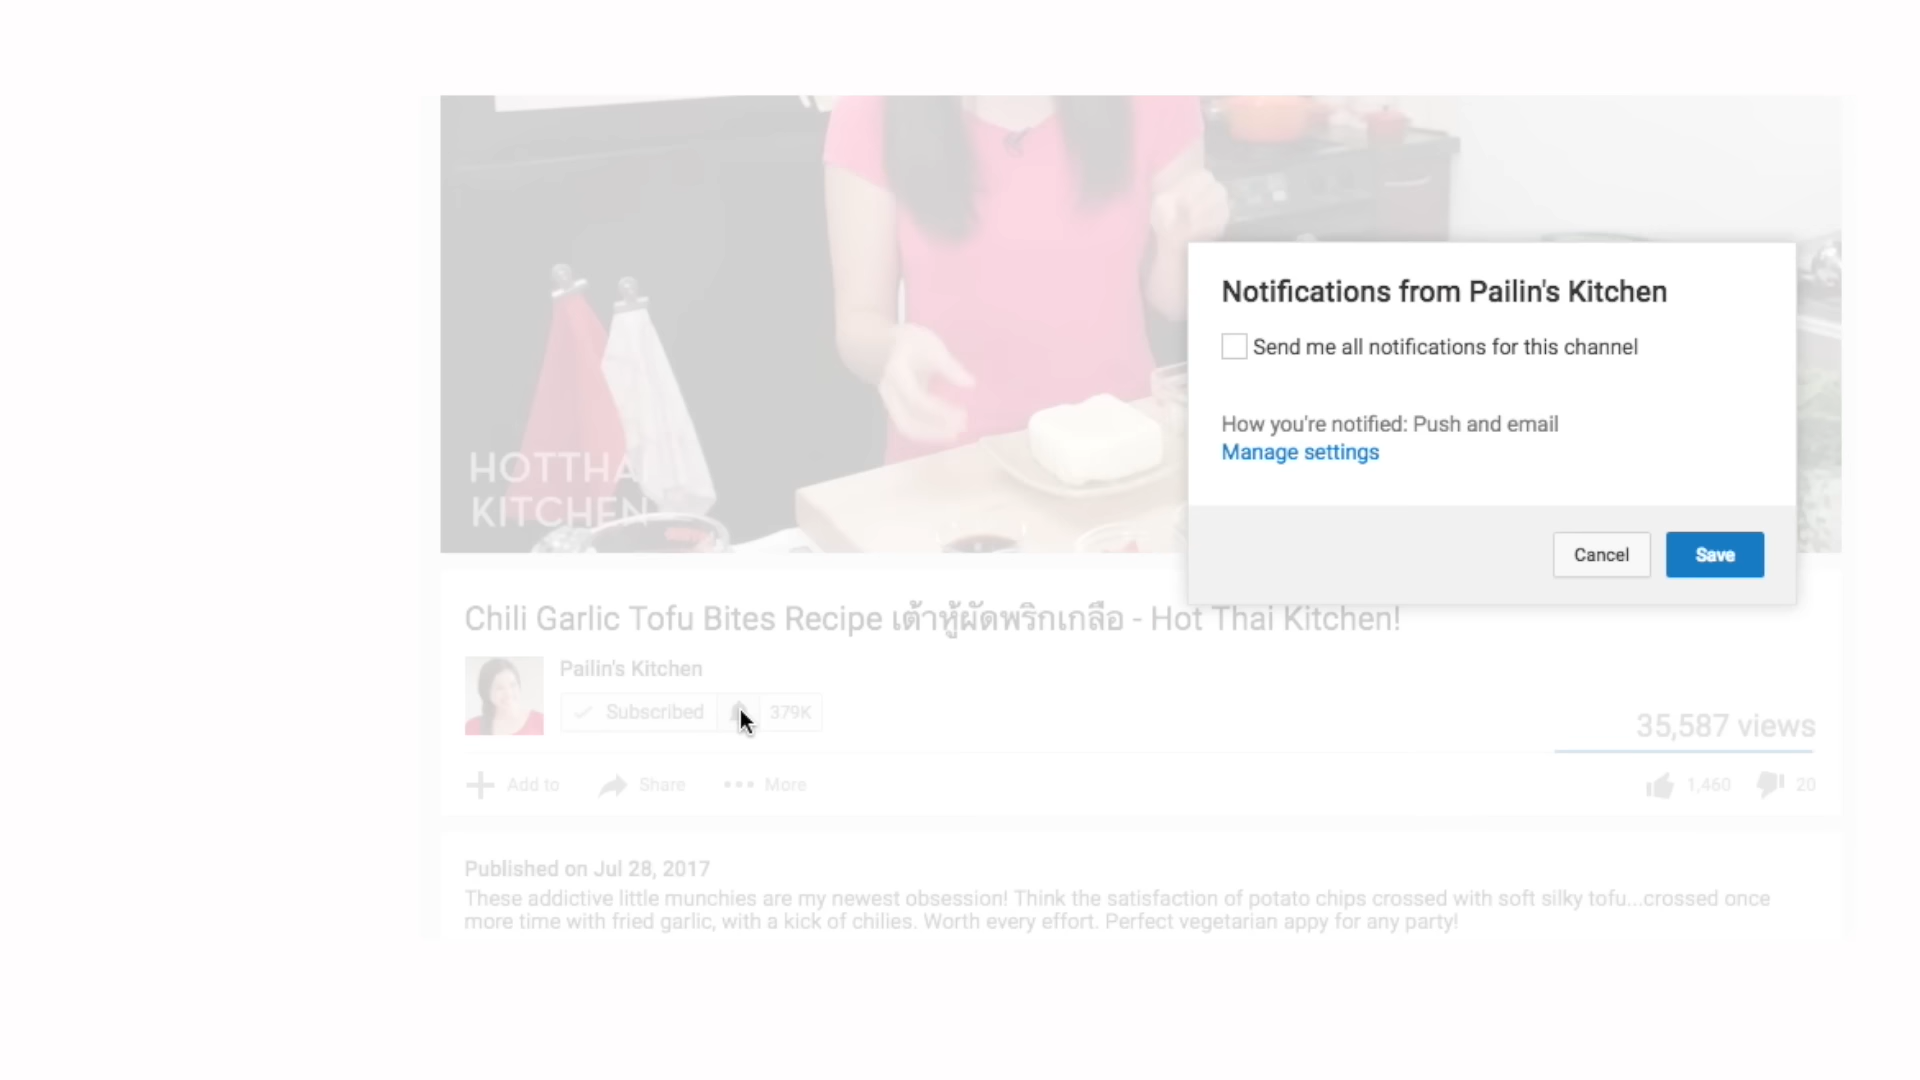 HOTTHAI
KITCHEN
Notifications from Pailin's Kitchen
Send me all notifications for this channel
How you're notified: Push and email
Manage settings
Cancel
Save
Chili Garlic Tofu Bites Recipe เต้าหู้ผัดพริกเกลือ - Hot Thai Kitchen!
Pailin's Kitchen
Subscribed 379K
35,587 views
Add to Share More
1,460 20
Published on Jul 28, 2017
These addictive little munchies are my newest obsession! Think the satisfaction of potato chips crossed with soft silky tofu...crossed once
more time with fried garlic, with a kick of chilies. Worth every effort. Perfect vegetarian appy for any party!